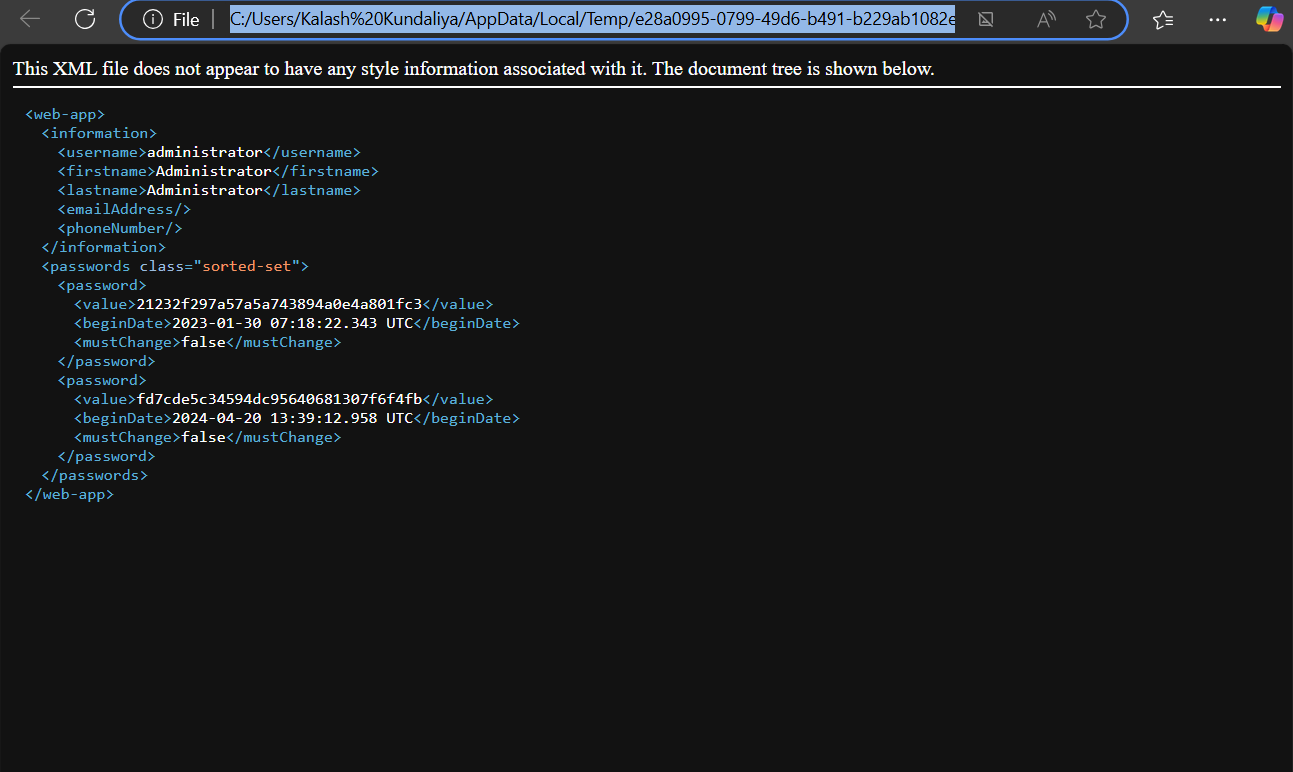 File
C:/Users/Kalash%20Kundaliya/AppData/Local/Temp/e28a0995-0799-49d6-b491-b229ab1082e
This XML file does not appear to have any style information associated with it. The document tree is shown below.
<web-app>
<information>
<username>administrator</username>
<firstname>Administrator</firstname>
<lastname>Administrator</lastname>
<emailAddress/>
<phoneNumber/>
</information>
<passwords class="sorted-set">
<password>
<value>21232f297a57a5a743894a0e4a801fc3</value>
<beginDate>2023-01-30 07:18:22.343 UTC</beginDate>
<mustChange>false</mustChange>
</password>
<password>
<value>fd7cde5c34594dc95640681307f6f4fb</value>
<beginDate>2024-04-20 13:39:12.958 UTC</beginDate>
<mustChange>false</mustChange>
</password>
</passwords>
</web-app>